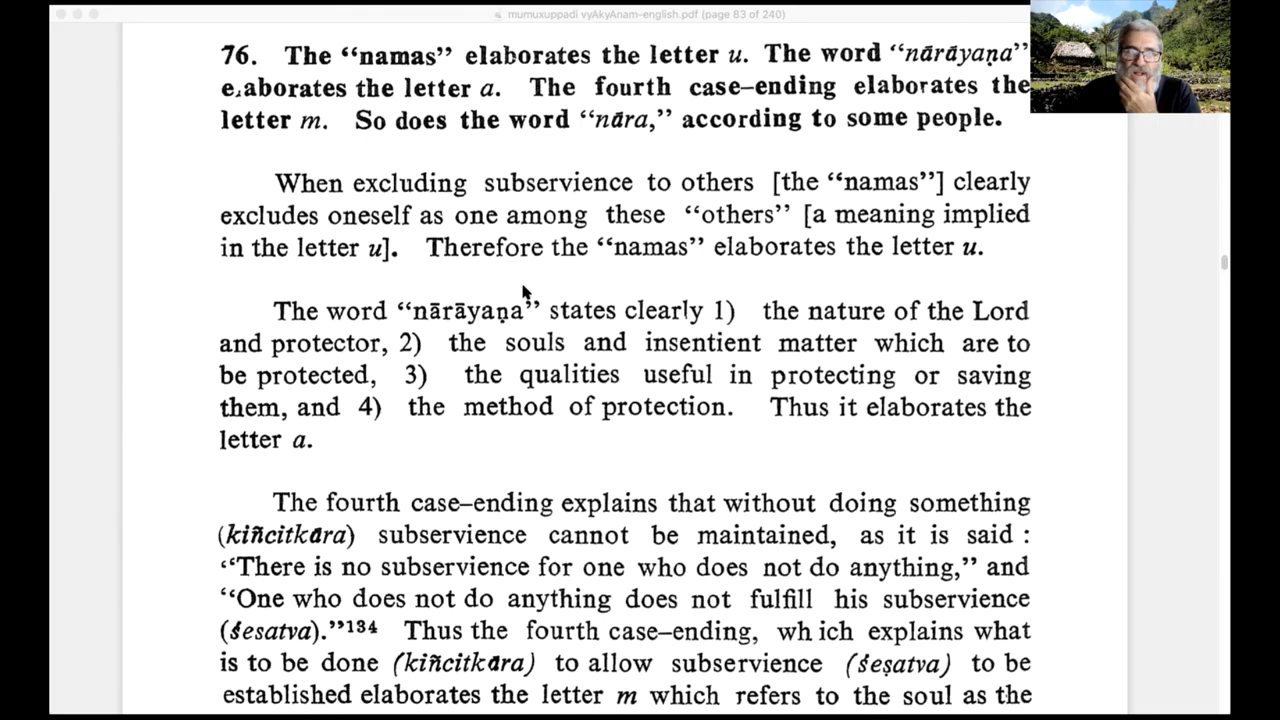 mumuxuppadi vyAkyAnam-english.pdf (page 83 of 240)
76. The “namas” elaborates the letter u. The word “nārāyaṇa”
elaborates the letter a. The fourth case–ending elaborates the
letter m. So does the word “nāra,” according to some people.
When excluding subservience to others [the “namas”] clearly
excludes oneself as one among these “others” [a meaning implied
in the letter u]. Therefore the “namas” elaborates the letter u.
The word “nārāyaṇa” states clearly 1) the nature of the Lord
and protector, 2) the souls and insentient matter which are to
be protected, 3) the qualities useful in protecting or saving
them, and 4) the method of protection. Thus it elaborates the
letter a.
The fourth case–ending explains that without doing something
(kiñcitkāra) subservience cannot be maintained, as it is said :
“There is no subservience for one who does not do anything,” and
“One who does not do anything does not fulfill his subservience
(śesatva).”134 Thus the fourth case–ending, wh ich explains what
is to be done (kiñcitkāra) to allow subservience (śeṣatva) to be
established elaborates the letter m which refers to the soul as the